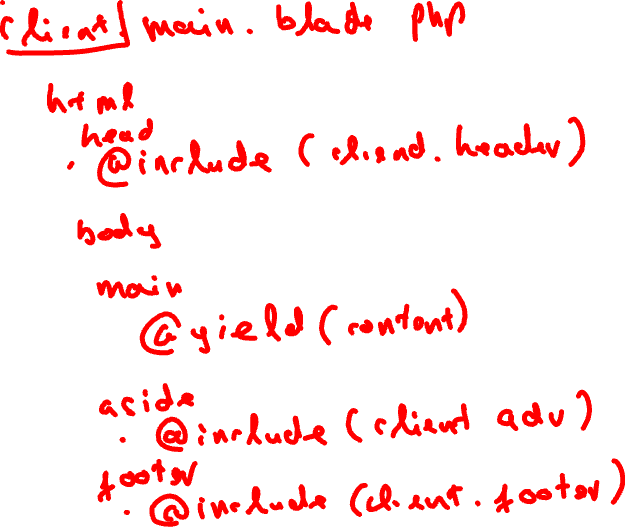 client/main.blade php
html
head
. @include (client.header)
body
main
@yield (content)
aside
. @include (client adv)
footer
. @include (client.footer)